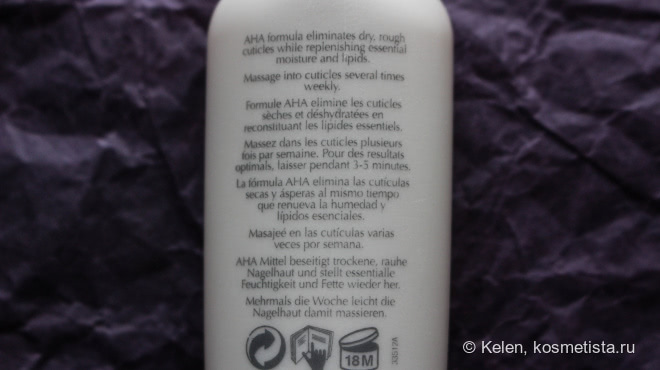 AHA formula eliminates dry, rough
cuticles while replenishing essential
moisture and lipids.
Massage into cuticles several times
weekly.
Formule AHA elimine les cuticles
sèches et déshydratées en
reconstituant les lipides essentiels.
Massez dans les cuticles plusieurs
fois par semaine. Pour des resultats
optimals, laisser pendant 3-5 minutes.
La fórmula AHA elimina las cutículas
secas y ásperas al mismo tiempo
que renueva la humedad y
lípidos esenciales.
Masajeé en las cutículas varias
veces por semana.
AHA Mittel beseitigt trockene, rauhe
Nagelhaut und stellt essentialle
Feuchtigkeit und Fette wieder her.
Mehrmals die Woche leicht die
Nagelhaut damit massieren.
18M
© Kelen, kosmetista.ru